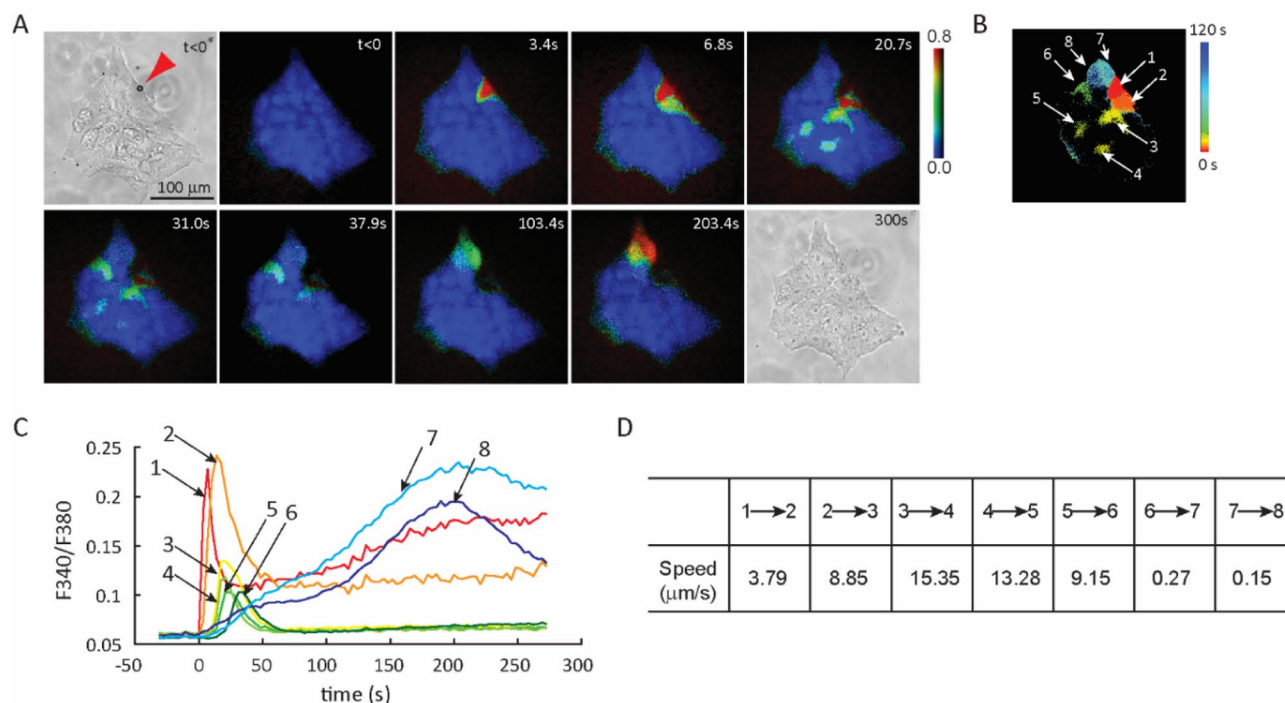 A
B
t<0
t<0
3.4s
6.8s
20.7s
0.8
0.0
100 μm
31.0s
37.9s
103.4s
203.4s
300s
8
7
6
1
2
5
3
4
120 s
0 s
C
D
F340/F380
0.25
0.2
0.15
0.1
0.05
-50
0
50
100
150
200
250
300
time (s)
1
2
3
4
5
6
7
8
1→2 2→3 3→4 4→5 5→6 6→7 7→8
Speed
(μm/s)
3.79 8.85 15.35 13.28 9.15 0.27 0.15